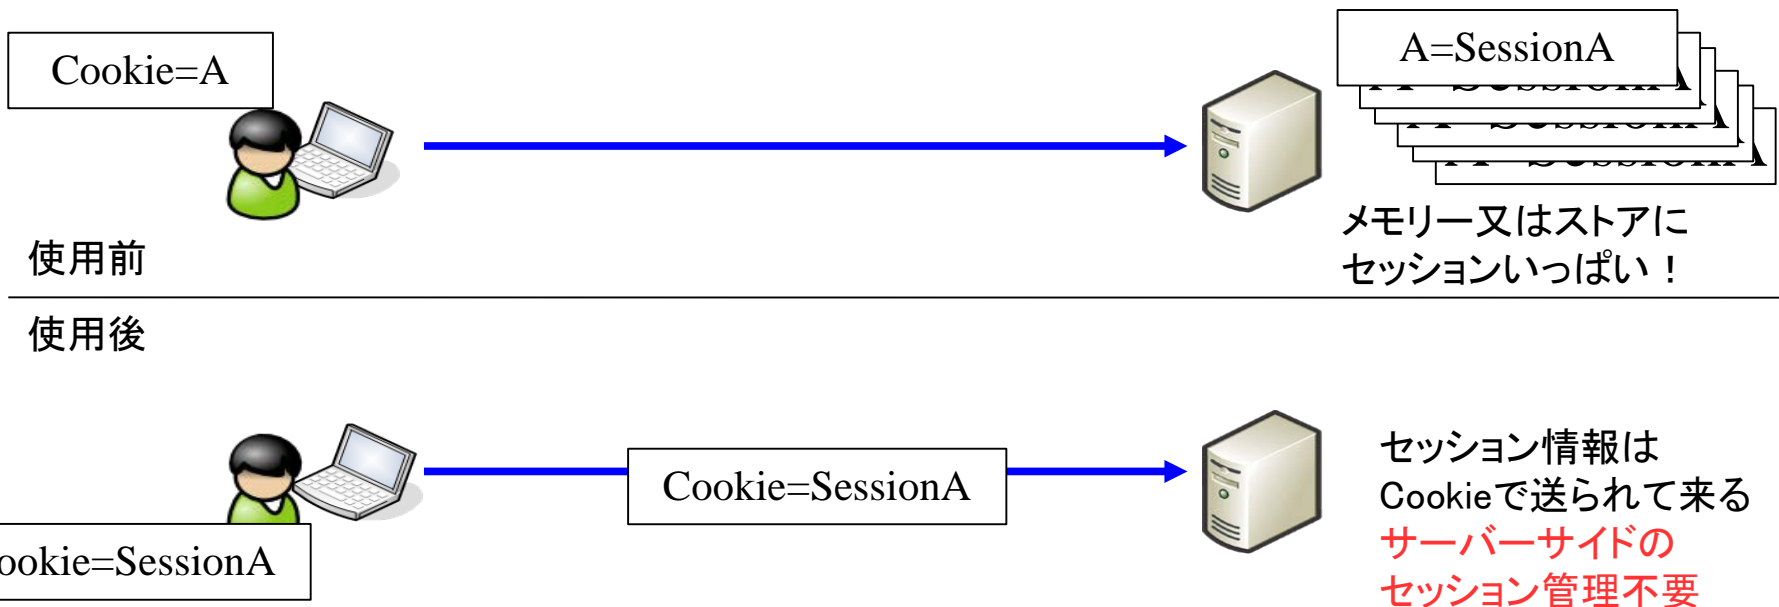 Cookie=A
A=SessionA
メモリー又はストアに
セッションいっぱい！
使用前
使用後
Cookie=SessionA
セッション情報は
Cookieで送られて来る
サーバーサイドの
セッション管理不要
ookie=SessionA